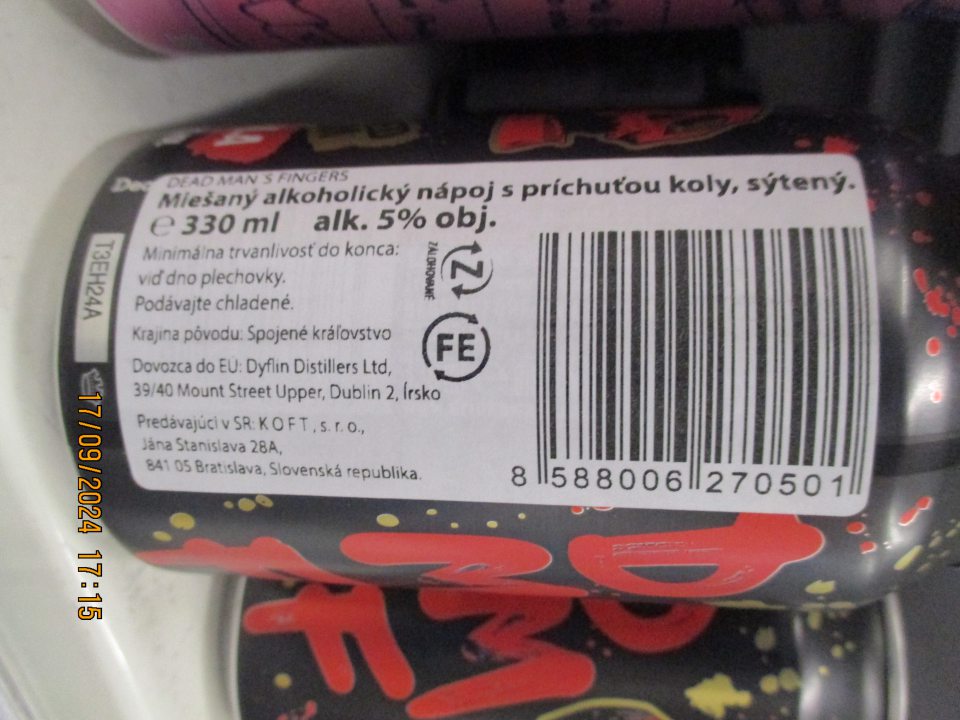 DEAD MAN'S FINGERS
Miešaný alkoholický nápoj s príchuťou koly, sýtený.
℮ 330 ml alk. 5% obj.
Minimálna trvanlivosť do konca:
viď dno plechovky.
Podávajte chladené.
Krajina pôvodu: Spojené kráľovstvo
Dovozca do EÚ: Dyflin Distillers Ltd,
39/40 Mount Street Upper, Dublin 2, Írsko
Predávajúci v SR: K O F T , s. r. o.,
Jána Stanislava 28A,
841 05 Bratislava, Slovenská republika.
Z
ZÁLOHOVANÉ
FE
8 588006 270501
T3EH24A
17/09/2024 17:15
DMF